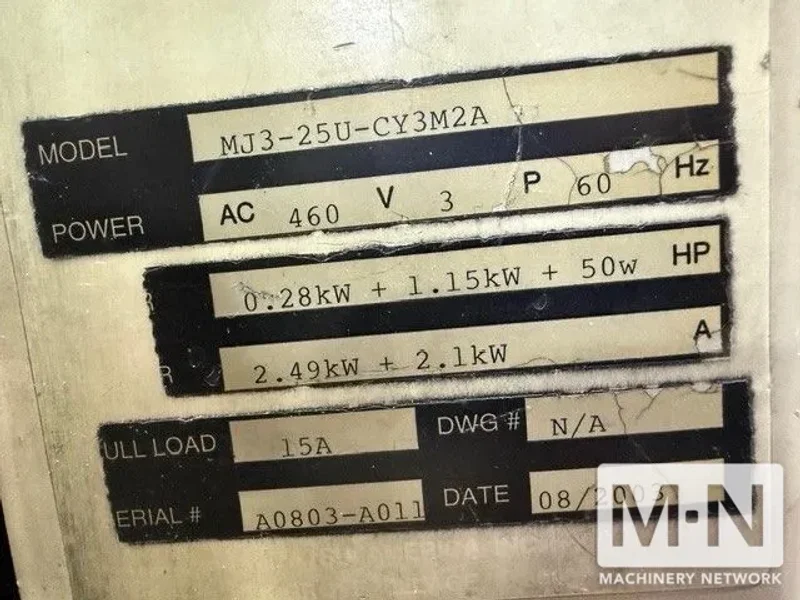 MODEL MJ3-25U-CY3M2A
POWER AC 460 V 3 P 60 Hz
R 0.28kW + 1.15kW + 50w HP
R 2.49kW + 2.1kW A
ULL LOAD 15A DWG # N/A
ERIAL # A0803-A011 DATE 08/2003
M·N
MACHINERY NETWORK